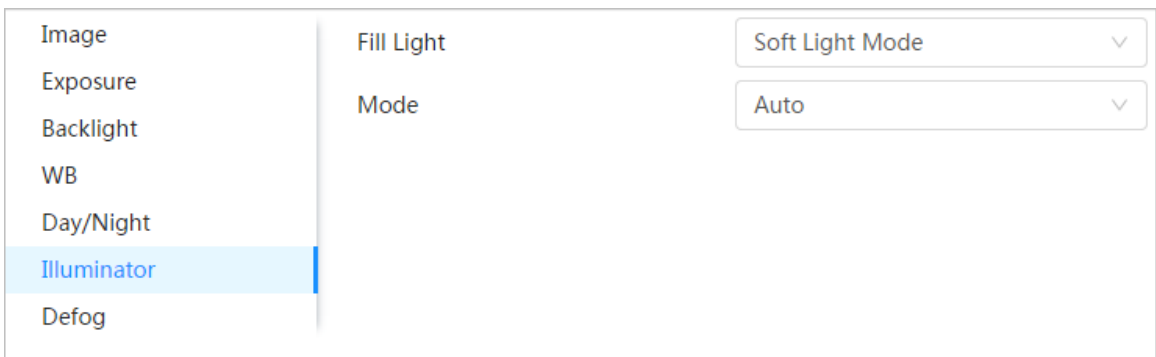 Image
Exposure
Backlight
WB
Day/Night
Illuminator
Defog
Fill Light
Soft Light Mode
Mode
Auto